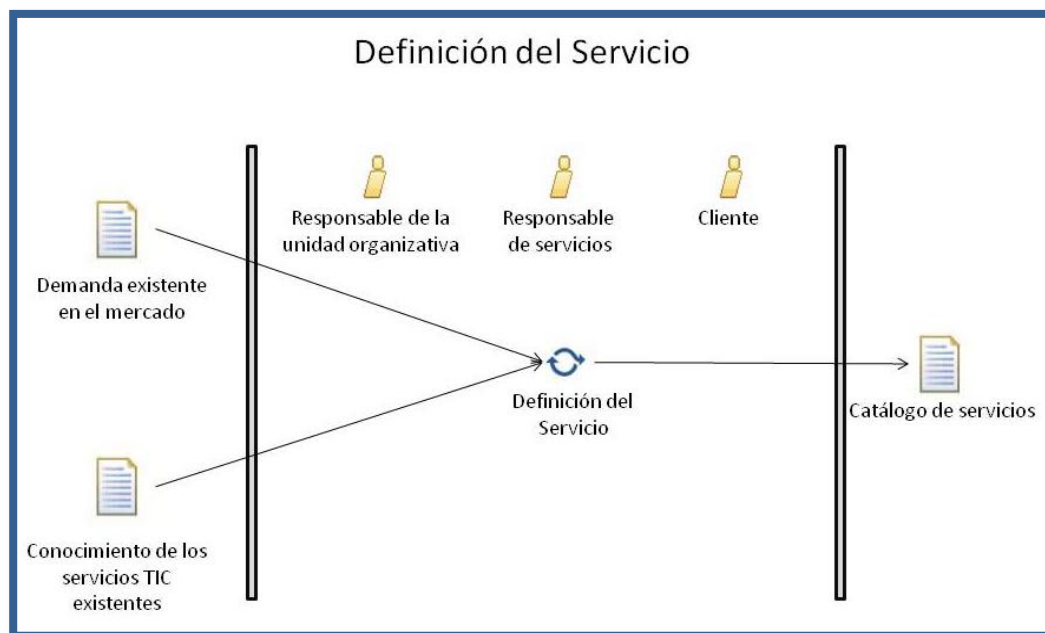 Definición del Servicio
Responsable de la
unidad organizativa
Responsable
de servicios
Cliente
Demanda existente
en el mercado
Definición del
Servicio
Catálogo de servicios
Conocimiento de los
servicios TIC
existentes